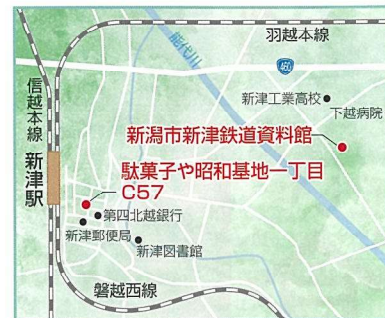 羽越本線
能代川
460
信越本線
新津工業高校
下越病院
新潟市新津鉄道資料館
新津駅
駄菓子や昭和基地一丁目
C57
第四北越銀行
新津郵便局
新津図書館
磐越西線